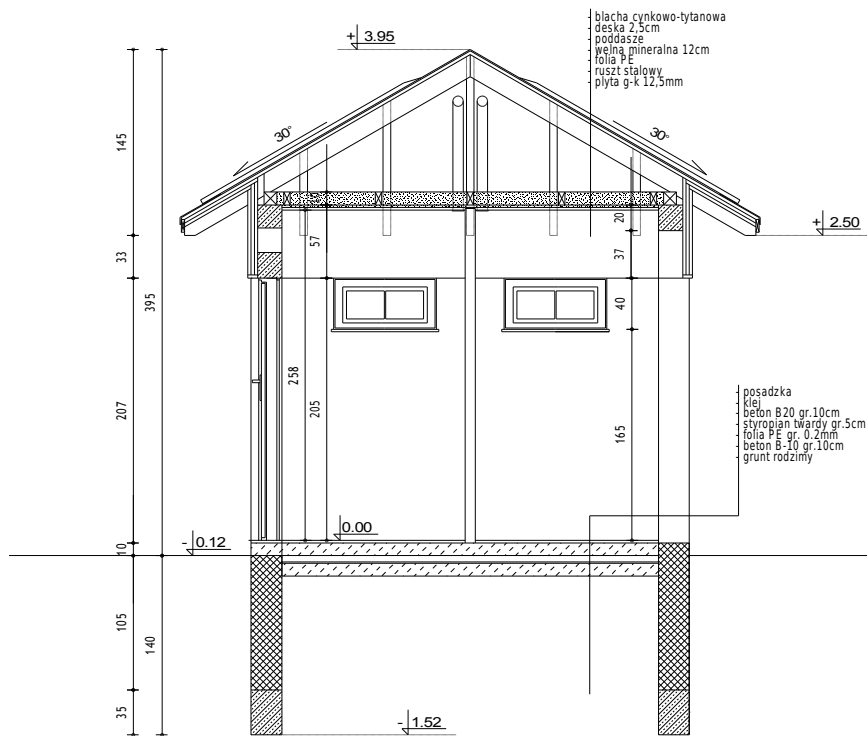 blacha cynkowo-tytanowa
deska 2,5cm
poddasze
wełna mineralna 12cm
folia PE
ruszt stalowy
płyta g-k 12,5mm
+ 3.95
30°
30°
145
20
+ 2.50
57
37
33
395
40
258
205
207
165
posadzka
klej
beton B20 gr.10cm
styropian twardy gr.5cm
folia PE gr. 0.2mm
beton B-10 gr.10cm
grunt rodzimy
0.00
- 0.12
10
105
140
35
- 1.52